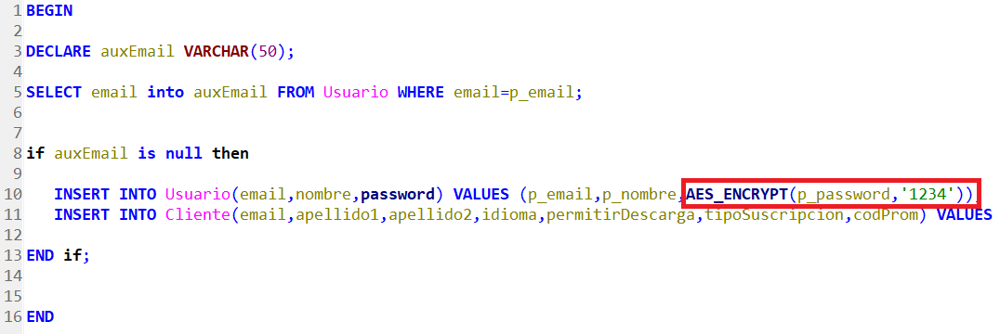 1 BEGIN
2
3 DECLARE auxEmail VARCHAR(50);
4
5 SELECT email into auxEmail FROM Usuario WHERE email=p_email;
6
7
8 if auxEmail is null then
9
10 INSERT INTO Usuario(email,nombre,password) VALUES (p_email,p_nombre,AES_ENCRYPT(p_password,'1234'));
11 INSERT INTO Cliente(email,apellido1,apellido2,idioma,permitirDescarga,tipoSuscripcion,codProm) VALUES
12
13 END if;
14
15
16 END